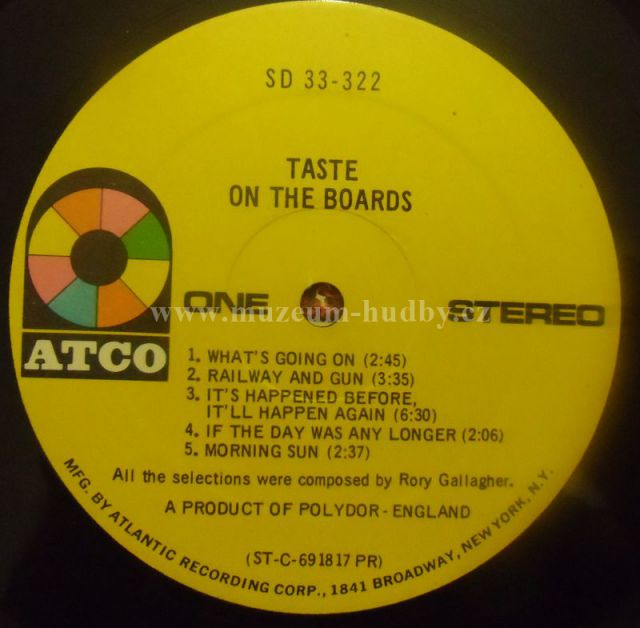 SD 33-322
TASTE
ON THE BOARDS
ONE
STEREO
www.muzeum-hudby.cz
ATCO
1. WHAT'S GOING ON (2:45)
2. RAILWAY AND GUN (3:35)
3. IT'S HAPPENED BEFORE,
IT'LL HAPPEN AGAIN (6:30)
4. IF THE DAY WAS ANY LONGER (2:06)
5. MORNING SUN (2:37)
All the selections were composed by Rory Gallagher.
A PRODUCT OF POLYDOR - ENGLAND
(ST-C-691817 PR)
MFG. BY ATLANTIC RECORDING CORP., 1841 BROADWAY, NEW YORK, N.Y.